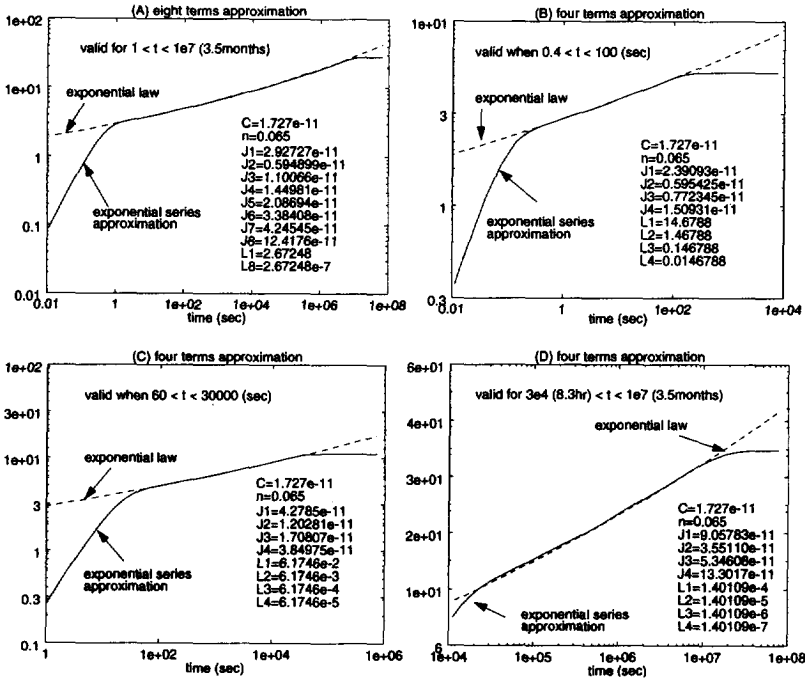 (A) eight terms approximation
1e+02
1e+01
1
0.1
0.01
valid for 1 < t < 1e7 (3.5months)
exponential law
exponential series
approximation
C=1.727e-11
n=0.065
J1=2.92727e-11
J2=0.594899e-11
J3=1.10066e-11
J4=1.44981e-11
J5=2.08694e-11
J6=3.38408e-11
J7=4.24545e-11
J8=12.4176e-11
L1=2.67248
L8=2.67248e-7
0.01 1 1e+02 1e+04 1e+06 1e+08
time (sec)
(B) four terms approximation
1e+01
3
1
0.3
valid when 0.4 < t < 100 (sec)
exponential law
exponential series
approximation
C=1.727e-11
n=0.065
J1=2.39093e-11
J2=0.595425e-11
J3=0.772345e-11
J4=1.50931e-11
L1=14.6788
L2=1.46788
L3=0.146788
L4=0.0146788
0.01 1 1e+02 1e+04
time (sec)
(C) four terms approximation
1e+02
3e+01
1e+01
3
1
0.3
0.1
valid when 60 < t < 30000 (sec)
exponential law
exponential series
approximation
C=1.727e-11
n=0.065
J1=4.2785e-11
J2=1.20281e-11
J3=1.70807e-11
J4=3.84975e-11
L1=6.1746e-2
L2=6.1746e-3
L3=6.1746e-4
L4=6.1746e-5
1 1e+02 1e+04 1e+06
time (sec)
(D) four terms approximation
6e+01
4e+01
3e+01
2e+01
1e+01
6
valid for 3e4 (8.3hr) < t < 1e7 (3.5months)
exponential law
exponential series
approximation
C=1.727e-11
n=0.065
J1=9.05783e-11
J2=3.55110e-11
J3=5.34608e-11
J4=13.3017e-11
L1=1.40109e-4
L2=1.40109e-5
L3=1.40109e-6
L4=1.40109e-7
1e+04 1e+05 1e+06 1e+07 1e+08
time (sec)